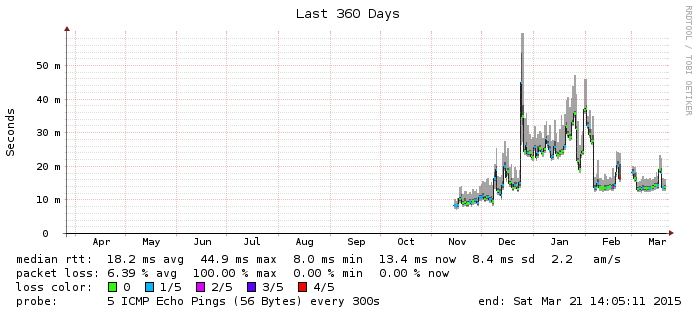 Last 360 Days
RRDTOOL / TOBI OETIKER
Seconds
50 m
40 m
30 m
20 m
10 m
0
Apr May Jun Jul Aug Sep Oct Nov Dec Jan Feb Mar
median rtt: 18.2 ms avg 44.9 ms max 8.0 ms min 13.4 ms now 8.4 ms sd 2.2 am/s
packet loss: 6.39 % avg 100.00 % max 0.00 % min 0.00 % now
loss color: 0 1/5 2/5 3/5 4/5
probe: 5 ICMP Echo Pings (56 Bytes) every 300s end: Sat Mar 21 14:05:11 2015